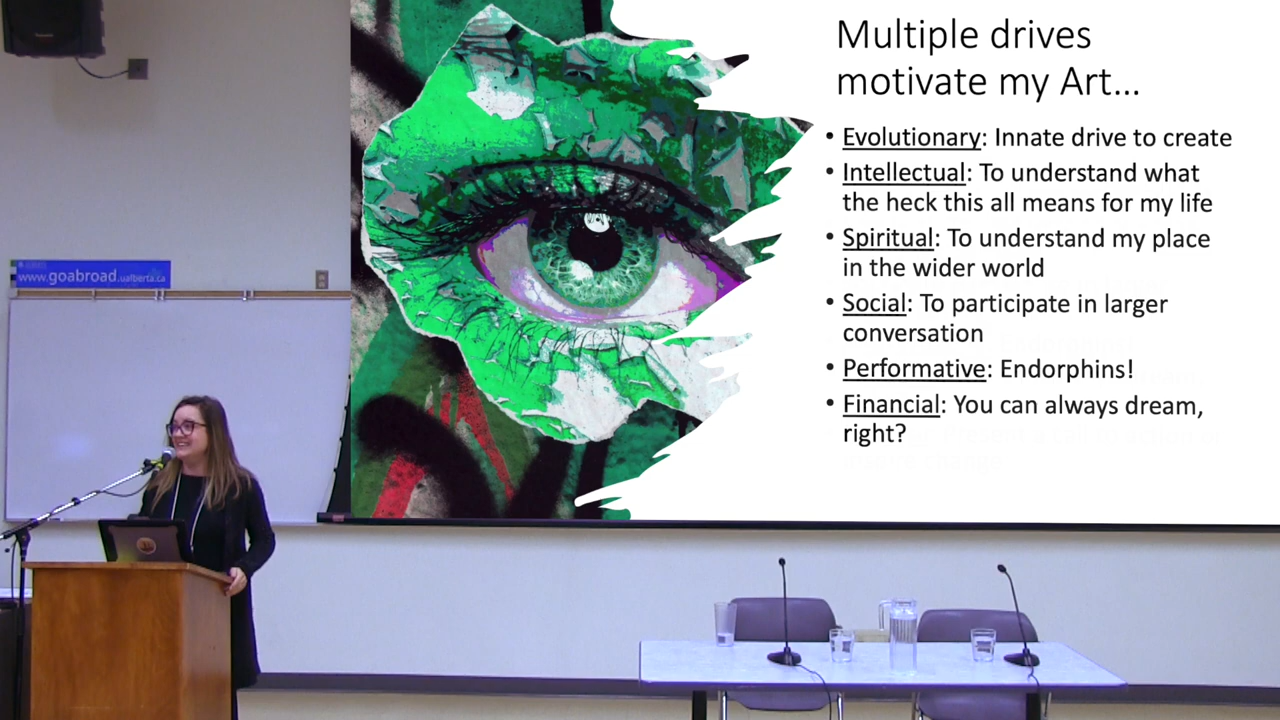 Multiple drives
motivate my Art...
• Evolutionary: Innate drive to create
• Intellectual: To understand what
the heck this all means for my life
• Spiritual: To understand my place
in the wider world
• Social: To participate in larger
conversation
• Performative: Endorphins!
• Financial: You can always dream,
right?
www.goabroad.ualberta.ca